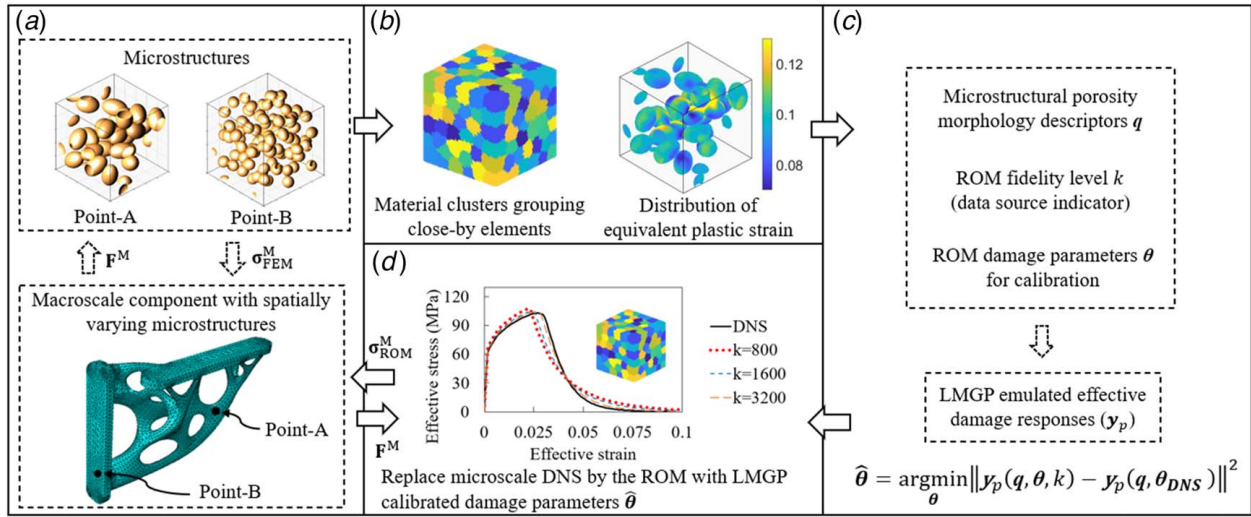 (a)
Microstructures
Point-A
Point-B
F^M
σ^M_FEM
Macroscale component with spatially
varying microstructures
Point-A
Point-B
(b)
0.12
0.1
0.08
Material clusters grouping
close-by elements
Distribution of
equivalent plastic strain
(c)
Microstructural porosity
morphology descriptors q
ROM fidelity level k
(data source indicator)
ROM damage parameters θ
for calibration
LMGP emulated effective
damage responses (y_p)
θ̂ = argmin_θ ‖y_p(q, θ, k) − y_p(q, θ_DNS)‖²
(d)
σ^M_ROM
F^M
Effective stress (MPa)
120
90
60
30
0
0
0.025
0.05
0.075
0.1
Effective strain
DNS
k=800
k=1600
k=3200
Replace microscale DNS by the ROM with LMGP
calibrated damage parameters θ̂